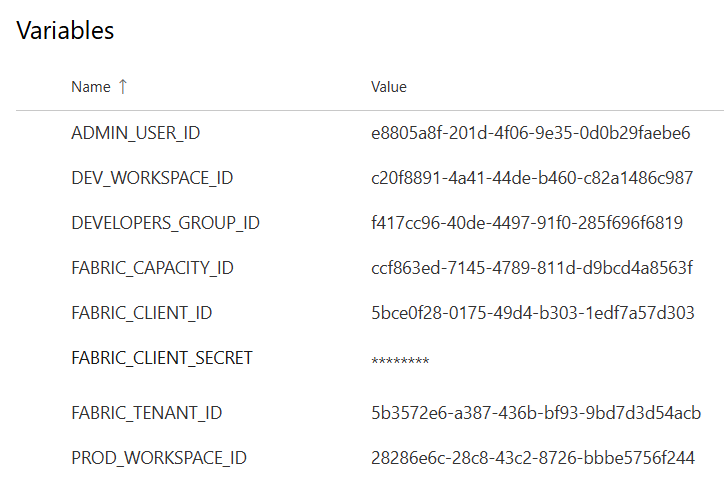 Variables
Name ↑ Value
ADMIN_USER_ID e8805a8f-201d-4f06-9e35-0d0b29faebe6
DEV_WORKSPACE_ID c20f8891-4a41-44de-b460-c82a1486c987
DEVELOPERS_GROUP_ID f417cc96-40de-4497-91f0-285f696f6819
FABRIC_CAPACITY_ID ccf863ed-7145-4789-811d-d9bcd4a8563f
FABRIC_CLIENT_ID 5bce0f28-0175-49d4-b303-1edf7a57d303
FABRIC_CLIENT_SECRET ********
FABRIC_TENANT_ID 5b3572e6-a387-436b-bf93-9bd7d3d54acb
PROD_WORKSPACE_ID 28286e6c-28c8-43c2-8726-bbbe5756f244